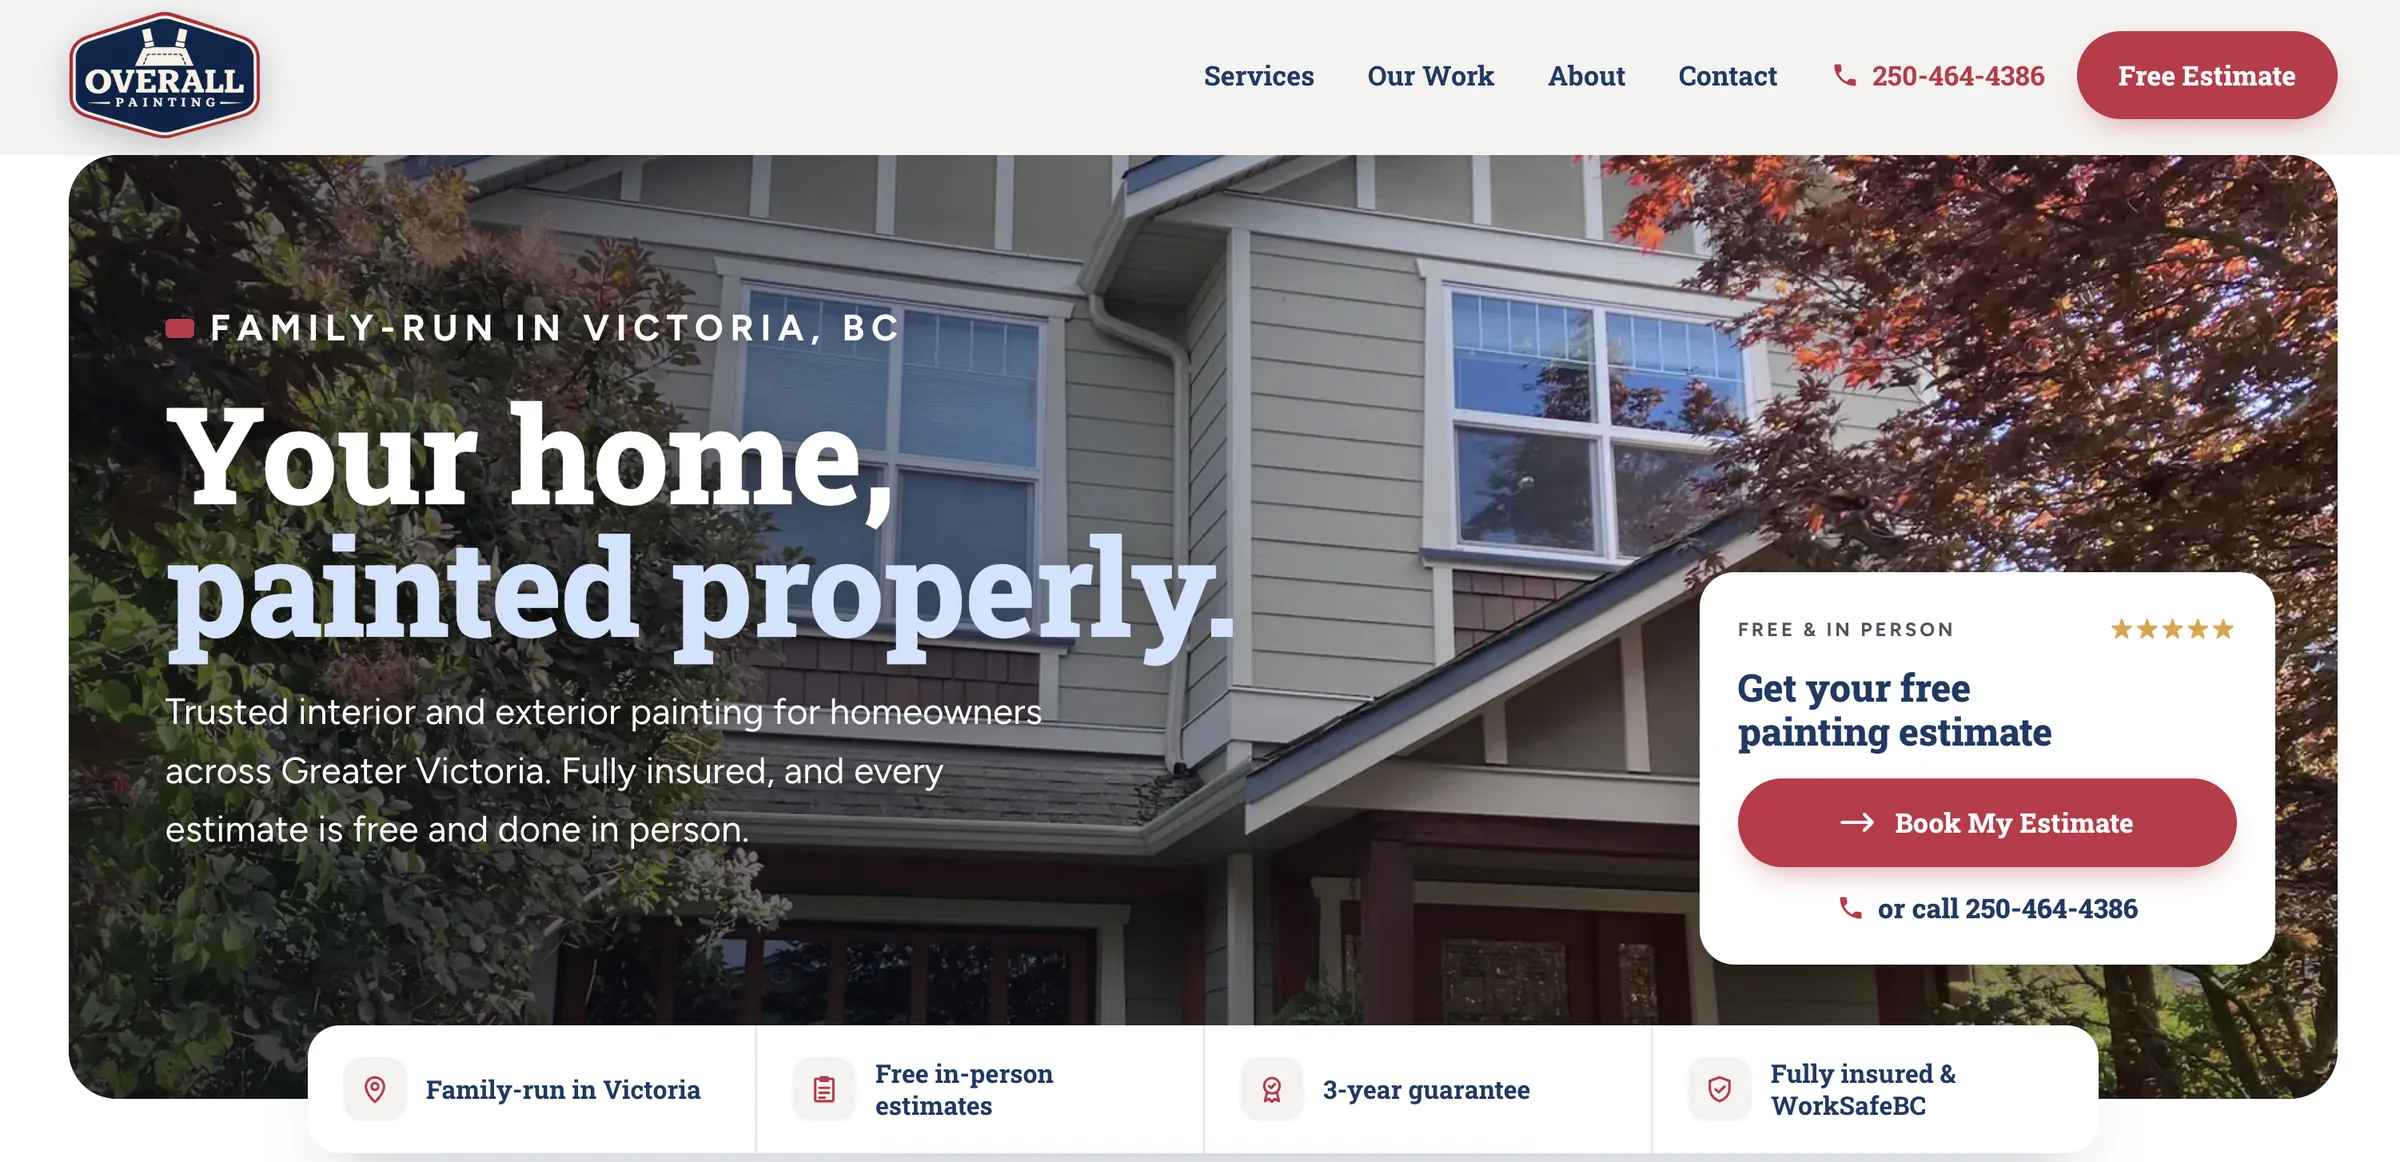 OVERALL
PAINTING
Services
Our Work
About
Contact
250-464-4386
Free Estimate
FAMILY-RUN IN VICTORIA, BC
Your home,
painted properly.
Trusted interior and exterior painting for homeowners
across Greater Victoria. Fully insured, and every
estimate is free and done in person.
FREE & IN PERSON
Get your free
painting estimate
Book My Estimate
or call 250-464-4386
Family-run in Victoria
Free in-person
estimates
3-year guarantee
Fully insured &
WorkSafeBC